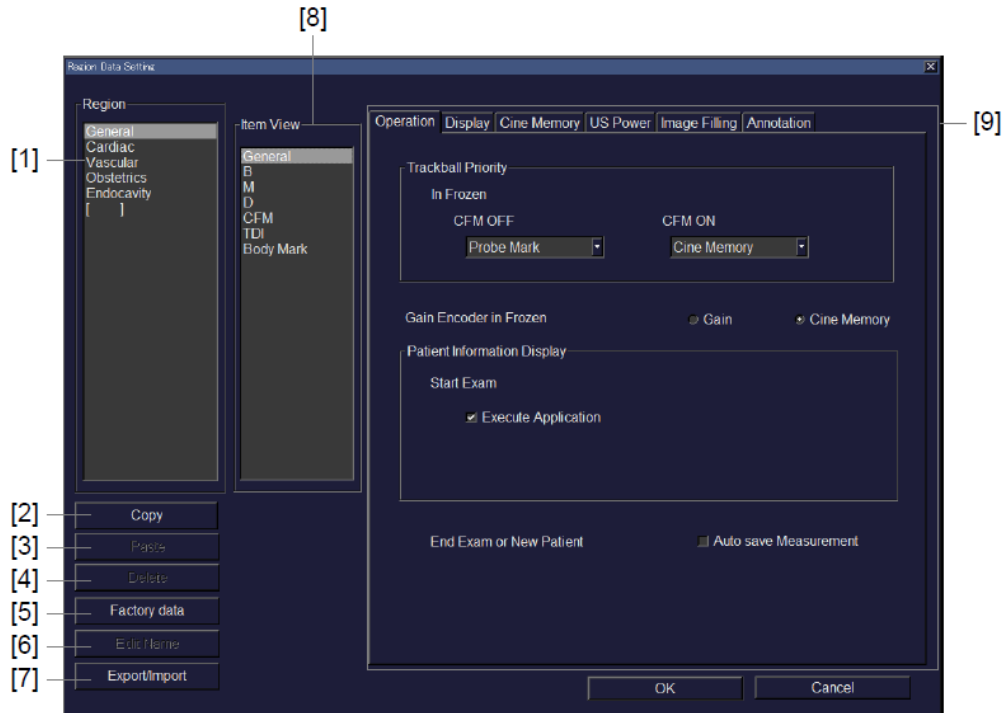 [8]
Region Data Setting
Region
General
Cardiac
Vascular
Obstetrics
Endocavity
[ ]
[1]
Item View
General
B
M
D
CFM
TDI
Body Mark
Operation Display Cine Memory US Power Image Filling Annotation
[9]
Trackball Priority
In Frozen
CFM OFF CFM ON
Probe Mark Cine Memory
Gain Encoder in Frozen Gain Cine Memory
Patient Information Display
Start Exam
Execute Application
End Exam or New Patient Auto save Measurement
[2] Copy
[3] Paste
[4] Delete
[5] Factory data
[6] Edit Name
[7] Export/Import
OK Cancel